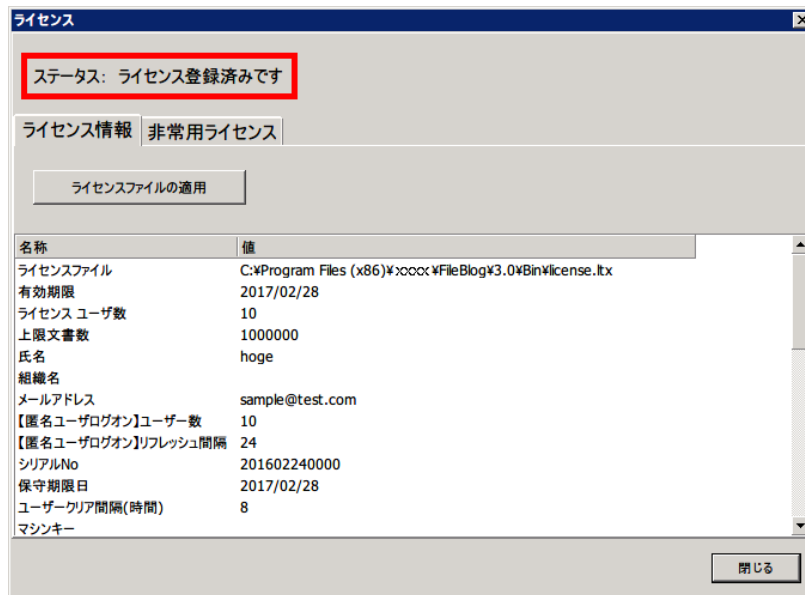 ライセンス
ステータス: ライセンス登録済みです
ライセンス情報 非常用ライセンス
ライセンスファイルの適用
名称 値
ライセンスファイル C:¥Program Files (x86)¥xxxx¥FileBlog¥3.0¥Bin¥license.ltx
有効期限 2017/02/28
ライセンス ユーザ数 10
上限文書数 1000000
氏名 hoge
組織名
メールアドレス sample@test.com
【匿名ユーザログオン】ユーザー数 10
【匿名ユーザログオン】リフレッシュ間隔 24
シリアルNo 201602240000
保守期限日 2017/02/28
ユーザークリア間隔(時間) 8
マシンキー
閉じる